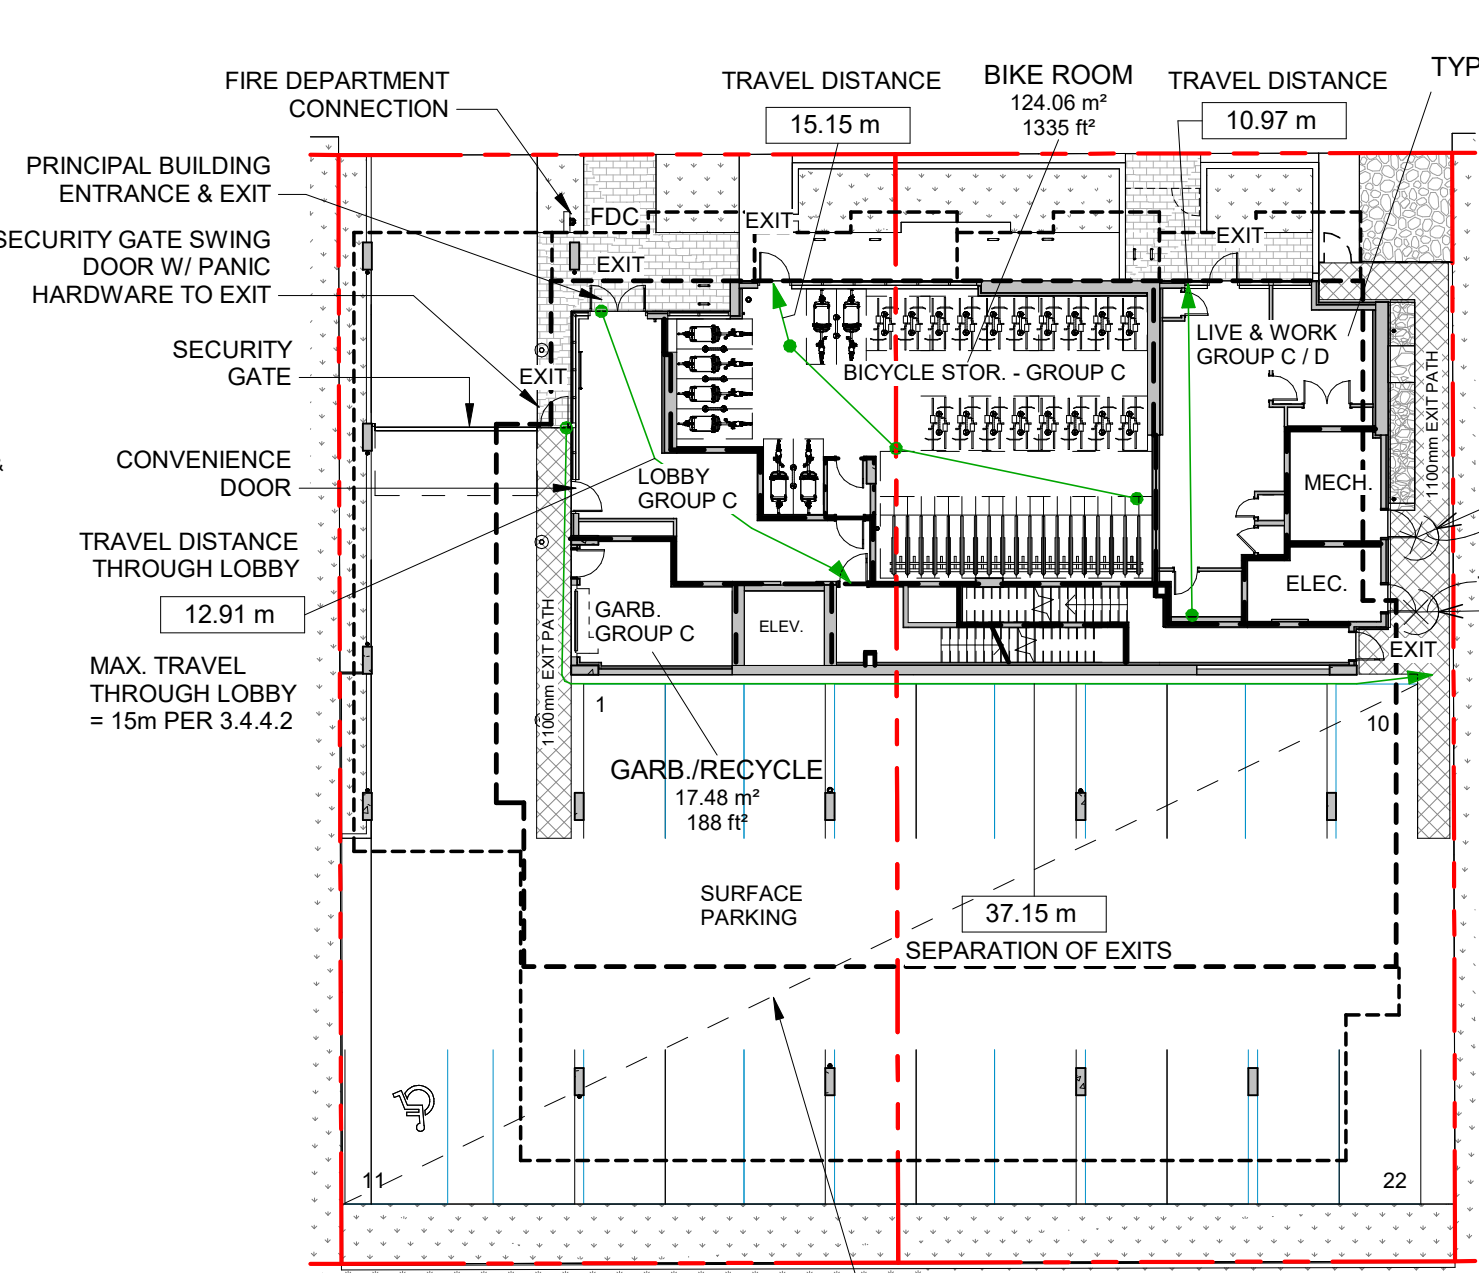 TYP
FIRE DEPARTMENT
CONNECTION
TRAVEL DISTANCE
15.15 m
BIKE ROOM
124.06 m²
1335 ft²
TRAVEL DISTANCE
10.97 m
PRINCIPAL BUILDING
ENTRANCE & EXIT
FDC
EXIT
EXIT
EXIT
SECURITY GATE SWING
DOOR W/ PANIC
HARDWARE TO EXIT
SECURITY
GATE
EXIT
LIVE & WORK
GROUP C / D
BICYCLE STOR. - GROUP C
1100mm EXIT PATH
&
CONVENIENCE
DOOR
LOBBY
GROUP C
MECH.
TRAVEL DISTANCE
THROUGH LOBBY
12.91 m
ELEC.
GARB.
GROUP C
ELEV.
EXIT
1100mm EXIT PATH
MAX. TRAVEL
THROUGH LOBBY
= 15m PER 3.4.4.2
1
10
GARB./RECYCLE
17.48 m²
188 ft²
SURFACE
PARKING
37.15 m
SEPARATION OF EXITS
11
22